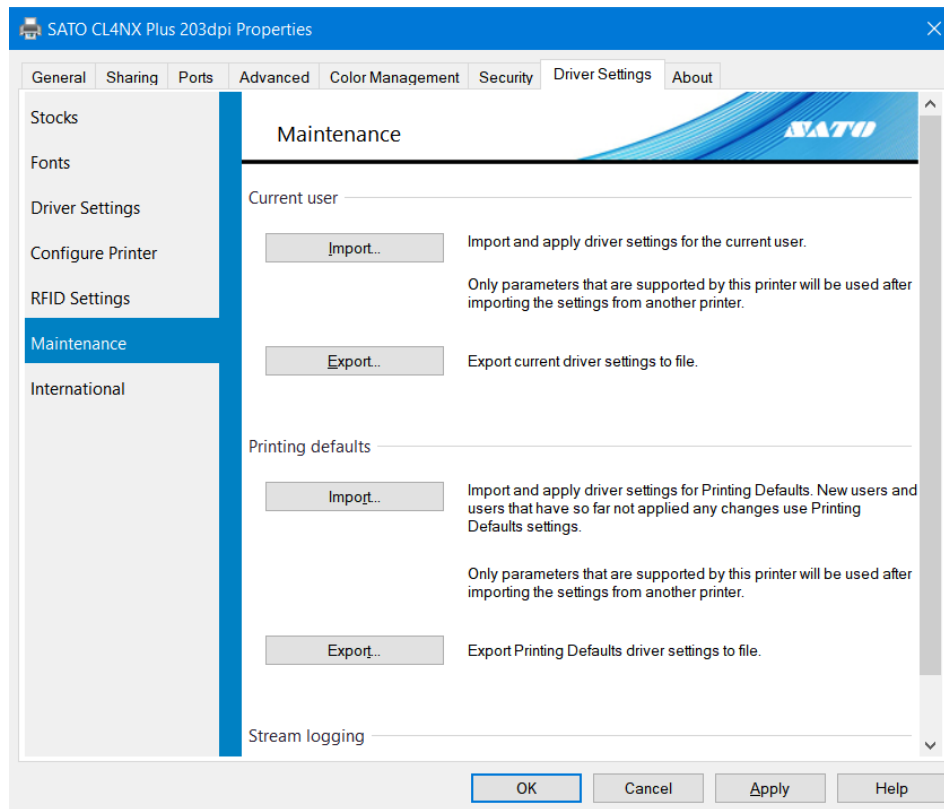 SATO CL4NX Plus 203dpi Properties
General Sharing Ports Advanced Color Management Security Driver Settings About
Stocks
Fonts
Driver Settings
Configure Printer
RFID Settings
Maintenance
International
Maintenance
SATO
Current user
Import...
Import and apply driver settings for the current user.
Only parameters that are supported by this printer will be used after
importing the settings from another printer.
Export...
Export current driver settings to file.
Printing defaults
Import...
Import and apply driver settings for Printing Defaults. New users and
users that have so far not applied any changes use Printing
Defaults settings.
Only parameters that are supported by this printer will be used after
importing the settings from another printer.
Export...
Export Printing Defaults driver settings to file.
Stream logging
OK Cancel Apply Help